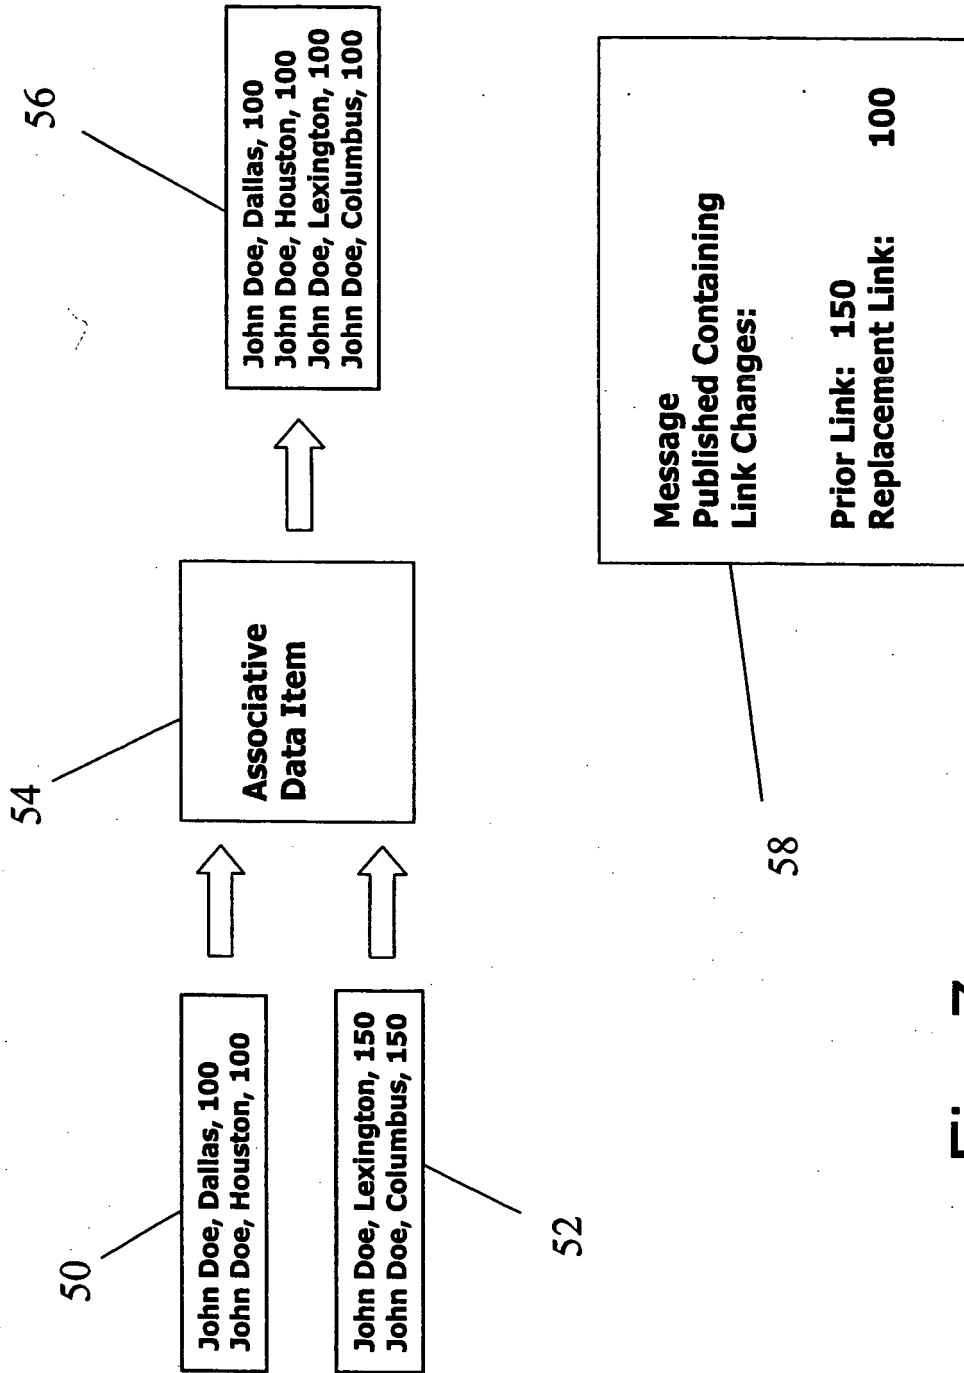 50
John Doe, Dallas, 100
John Doe, Houston, 100
52
John Doe, Lexington, 150
John Doe, Columbus, 150
54
Associative
Data Item
56
John Doe, Dallas, 100
John Doe, Houston, 100
John Doe, Lexington, 100
John Doe, Columbus, 100
58
Message
Published Containing
Link Changes:
Prior Link: 150
Replacement Link: 100